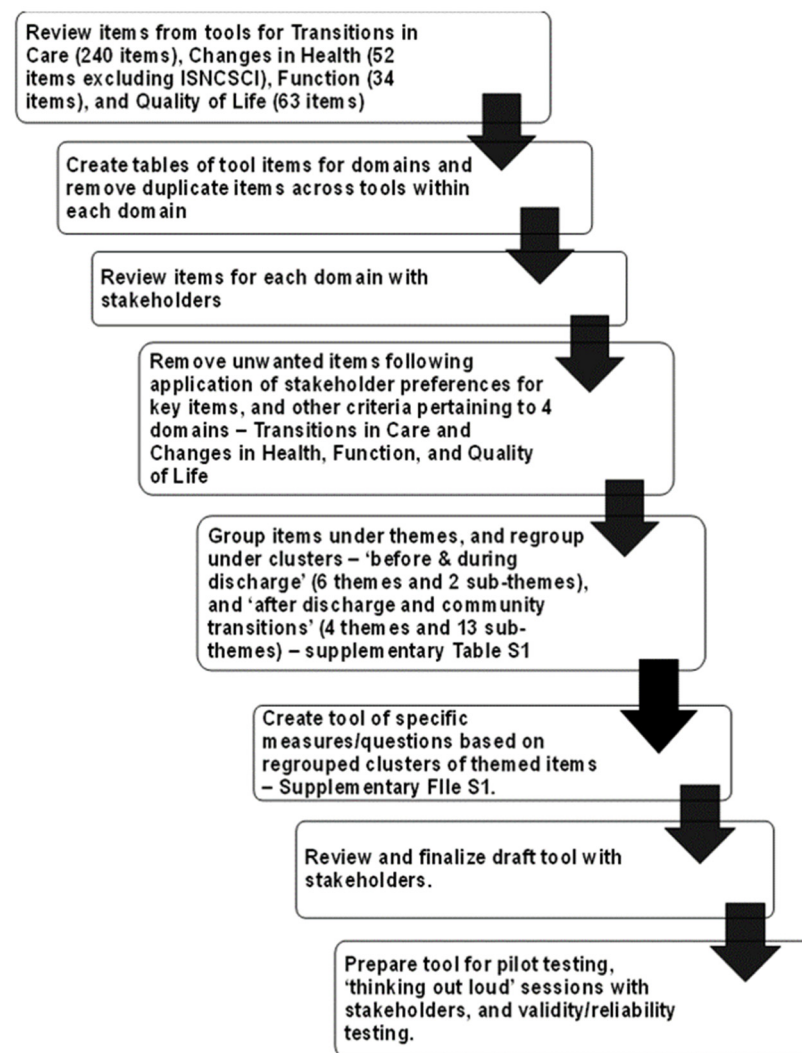 Review items from tools for Transitions in
Care (240 items), Changes in Health (52
items excluding ISNCSCI), Function (34
items), and Quality of Life (63 items)
Create tables of tool items for domains and
remove duplicate items across tools within
each domain
Review items for each domain with
stakeholders
Remove unwanted items following
application of stakeholder preferences for
key items, and other criteria pertaining to 4
domains – Transitions in Care and
Changes in Health, Function, and Quality
of Life
Group items under themes, and regroup
under clusters – ‘before & during
discharge’ (6 themes and 2 sub-themes),
and ‘after discharge and community
transitions’ (4 themes and 13 sub-
themes) – supplementary Table S1
Create tool of specific
measures/questions based on
regrouped clusters of themed items
– Supplementary FIle S1.
Review and finalize draft tool with
stakeholders.
Prepare tool for pilot testing,
‘thinking out loud’ sessions with
stakeholders, and validity/reliability
testing.